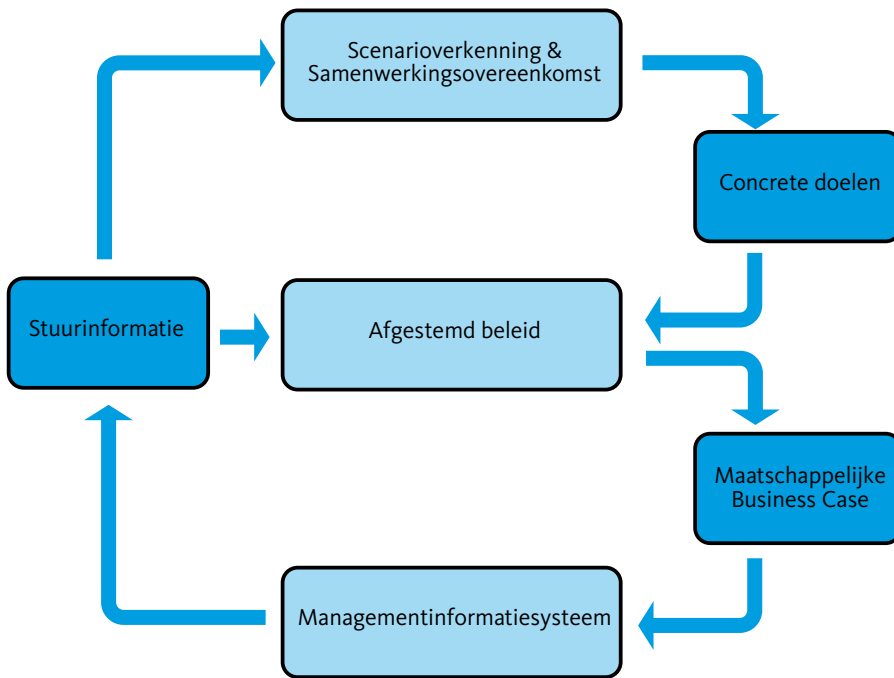 Scenarioverkenning &
Samenwerkingsovereenkomst
Concrete doelen
Stuurinformatie
Afgestemd beleid
Maatschappelijke
Business Case
Managementinformatiesysteem